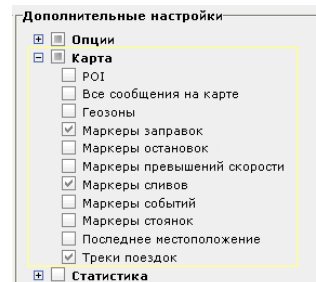 Дополнительные настройки
Опции
Карта
POI
Все сообщения на карте
Геозоны
Маркеры заправок
Маркеры остановок
Маркеры превышений скорости
Маркеры сливов
Маркеры событий
Маркеры стоянок
Последнее местоположение
Треки поездок
Статистика